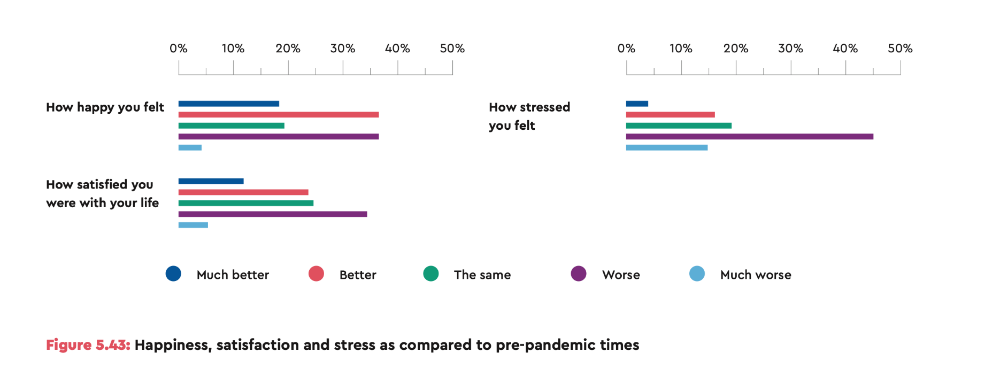 0% 10% 20% 30% 40% 50%
0% 10% 20% 30% 40% 50%
How happy you felt
How stressed
you felt
How satisfied you
were with your life
Much better
Better
The same
Worse
Much worse
Figure 5.43: Happiness, satisfaction and stress as compared to pre-pandemic times